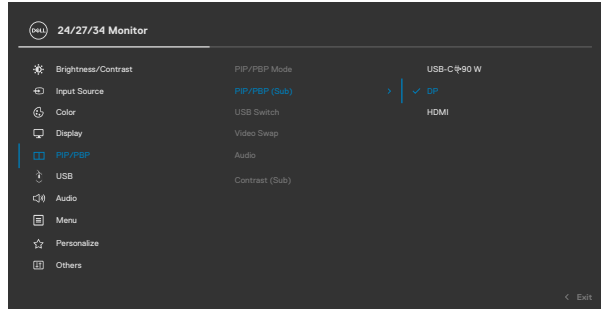 DELL
24/27/34 Monitor
Brightness/Contrast
Input Source
Color
Display
PIP/PBP
USB
Audio
Menu
Personalize
Others
PIP/PBP Mode
PIP/PBP (Sub)
USB Switch
Video Swap
Audio
Contrast (Sub)
USB-C 90 W
DP
HDMI
Exit